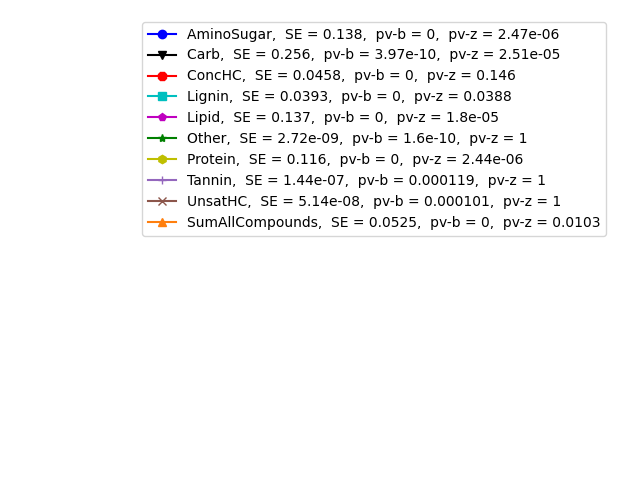 AminoSugar,  SE = 0.138,  pv-b = 0,  pv-z = 2.47e-06
Carb,  SE = 0.256,  pv-b = 3.97e-10,  pv-z = 2.51e-05
ConcHC,  SE = 0.0458,  pv-b = 0,  pv-z = 0.146
Lignin,  SE = 0.0393,  pv-b = 0,  pv-z = 0.0388
Lipid,  SE = 0.137,  pv-b = 0,  pv-z = 1.8e-05
Other,  SE = 2.72e-09,  pv-b = 1.6e-10,  pv-z = 1
Protein,  SE = 0.116,  pv-b = 0,  pv-z = 2.44e-06
Tannin,  SE = 1.44e-07,  pv-b = 0.000119,  pv-z = 1
UnsatHC,  SE = 5.14e-08,  pv-b = 0.000101,  pv-z = 1
SumAllCompounds,  SE = 0.0525,  pv-b = 0,  pv-z = 0.0103